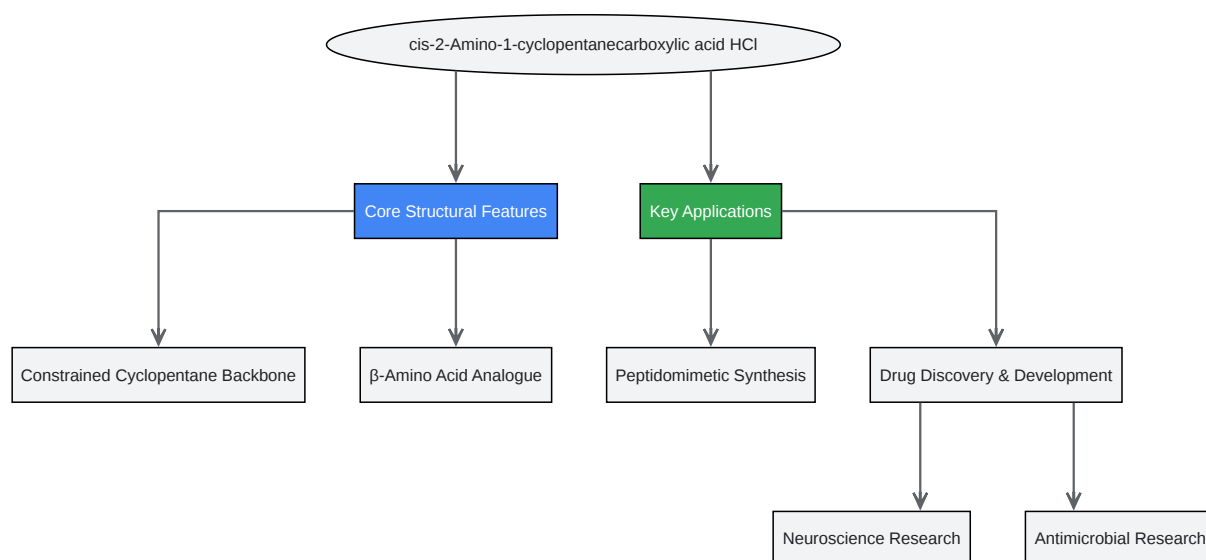 cis-2-Amino-1-cyclopentanecarboxylic acid HCl
Core Structural Features
Key Applications
Constrained Cyclopentane Backbone
β-Amino Acid Analogue
Peptidomimetic Synthesis
Drug Discovery & Development
Neuroscience Research
Antimicrobial Research